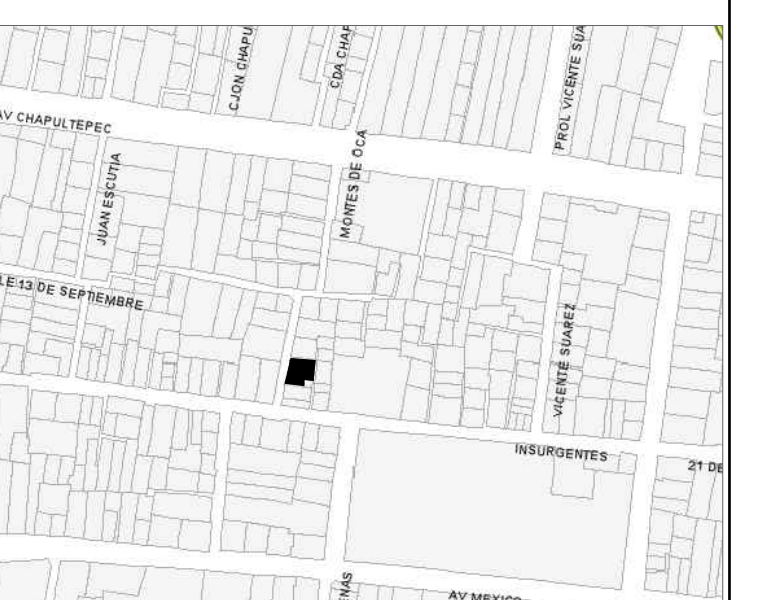 CJON CHAPU
CDA CHAP
PROL VICENTE SUA
AV CHAPULTEPEC
JUAN ESCUTIA
MONTES DE OCA
LE 13 DE SEPTIEMBRE
VICENTE SUAREZ
INSURGENTES
21 DE
ENAS
AV MEXICO